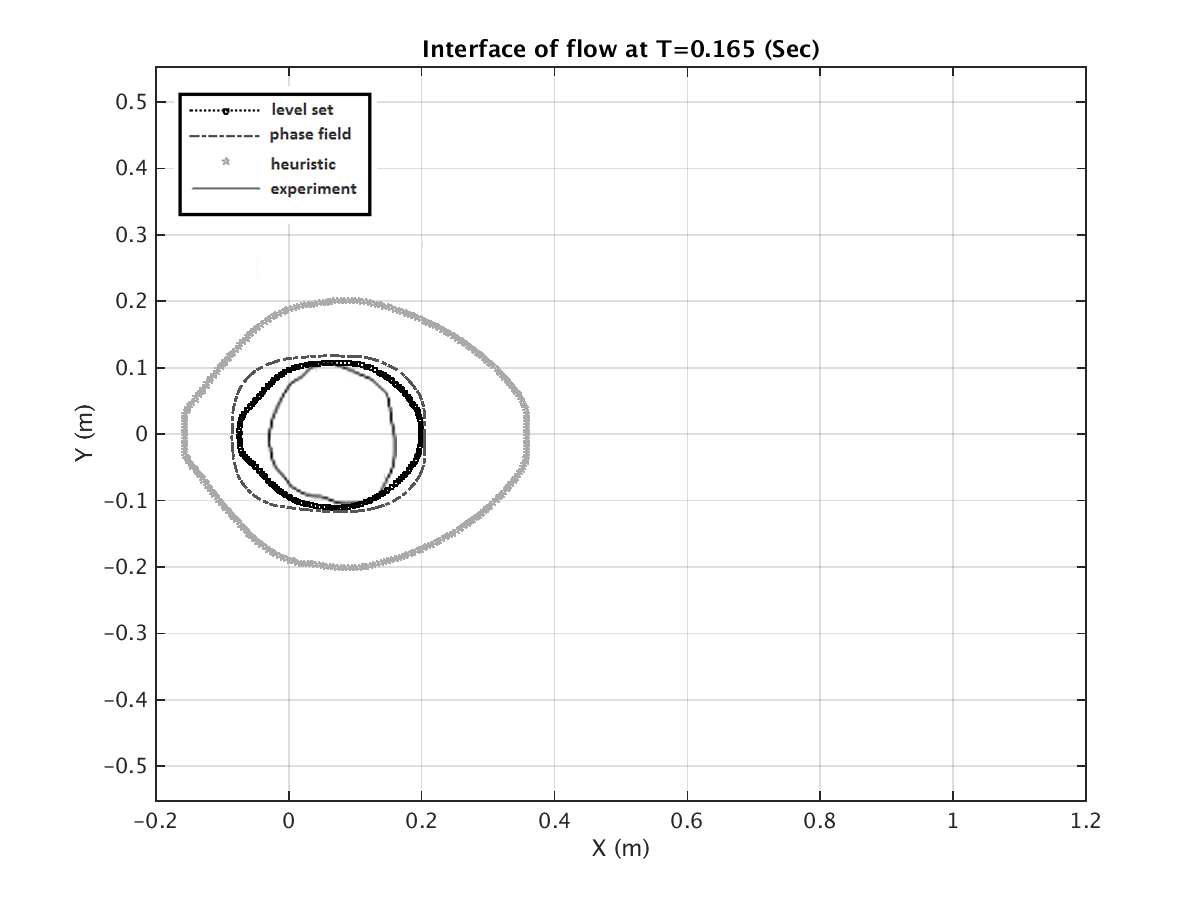 Interface of flow at T=0.165 (Sec)
level set
phase field
heuristic
experiment
0.5
0.4
0.3
0.2
0.1
0
−0.1
−0.2
−0.3
−0.4
−0.5
Y (m)
−0.2 0 0.2 0.4 0.6 0.8 1 1.2
X (m)